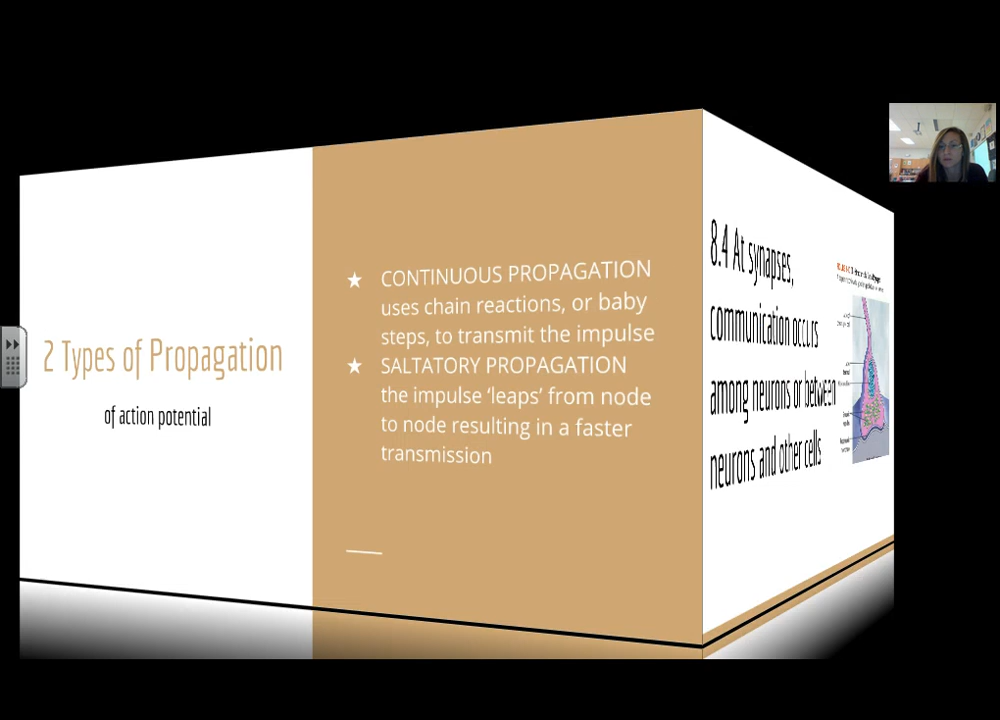 2 Types of Propagation
of action potential
★ CONTINUOUS PROPAGATION
uses chain reactions, or baby
steps, to transmit the impulse
★ SALTATORY PROPAGATION
the impulse ‘leaps’ from node
to node resulting in a faster
transmission
8.4 At synapses,
communication occurs
among neurons or between
neurons and other cells